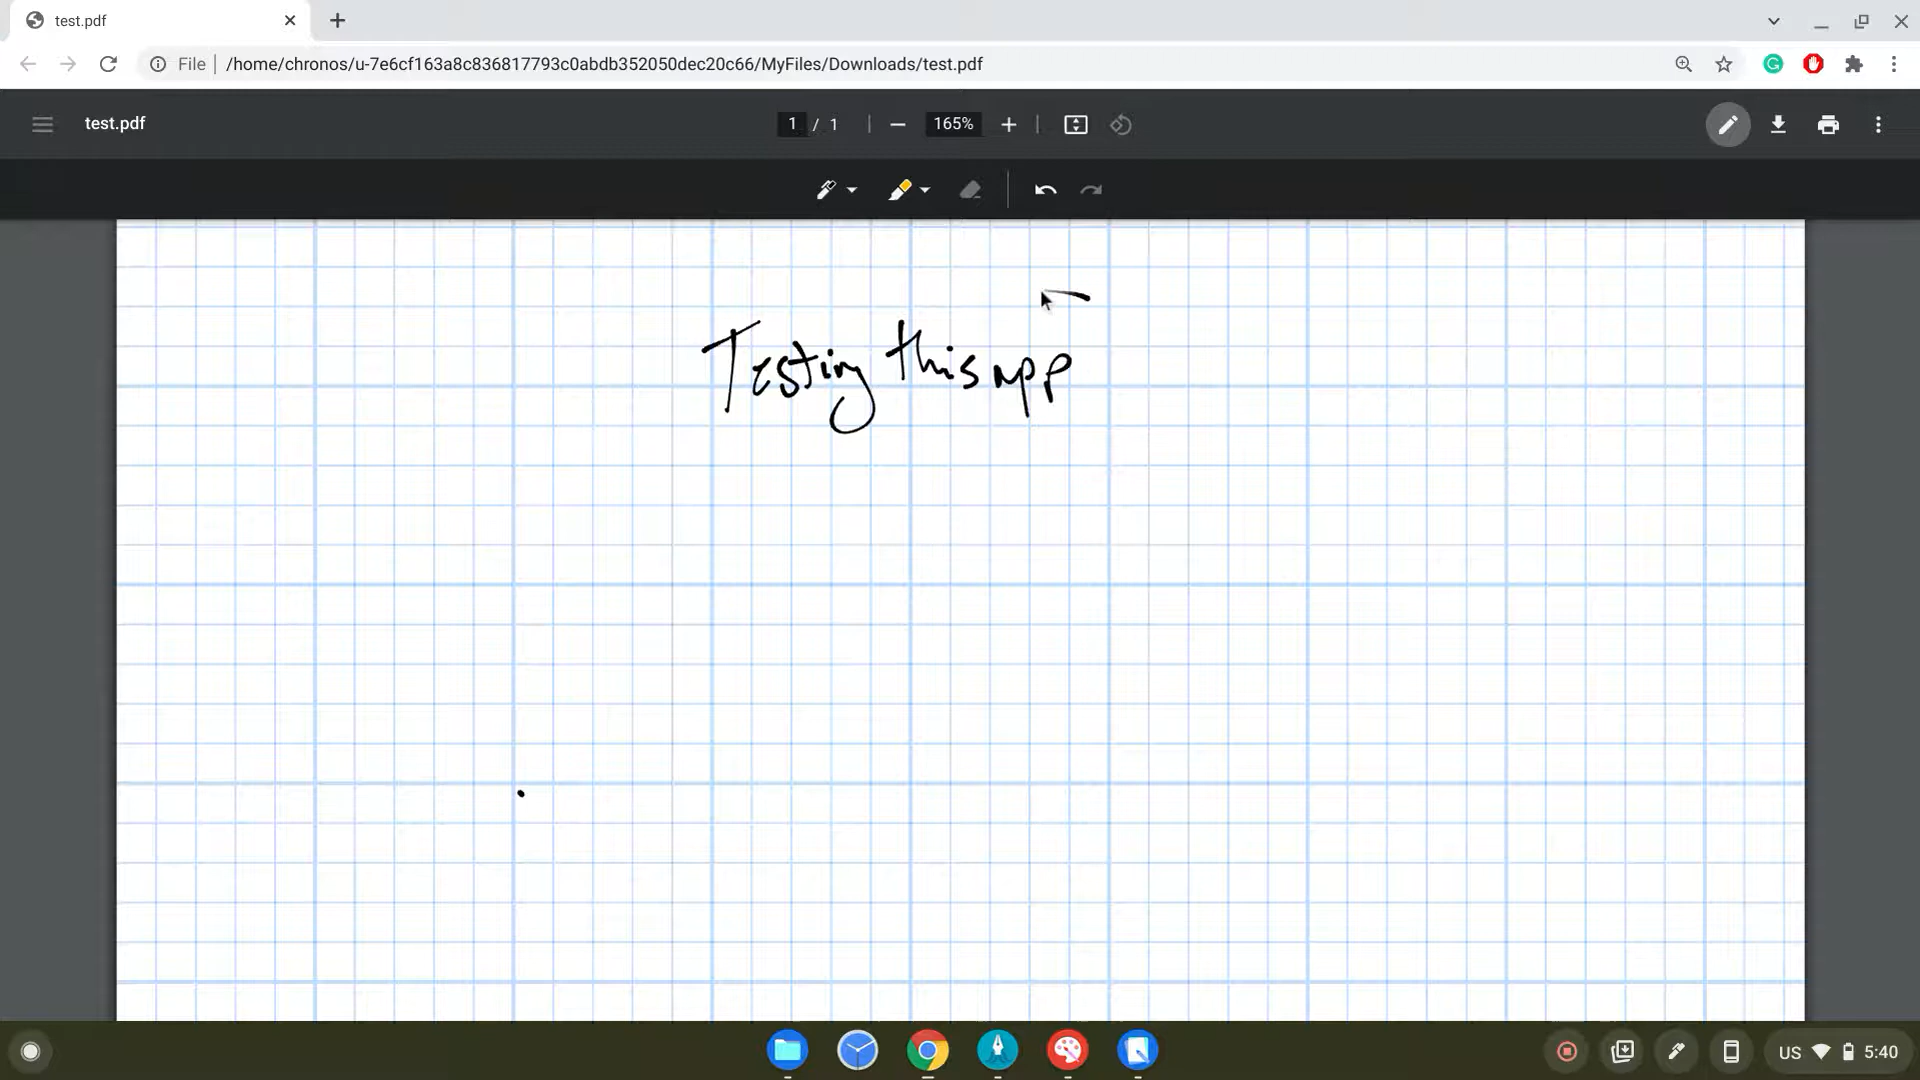 test.pdf
File
/home/chronos/u-7e6cf163a8c836817793c0abdb352050dec20c66/MyFiles/Downloads/test.pdf
test.pdf
1 / 1
165%
Testing this app
US 5:40